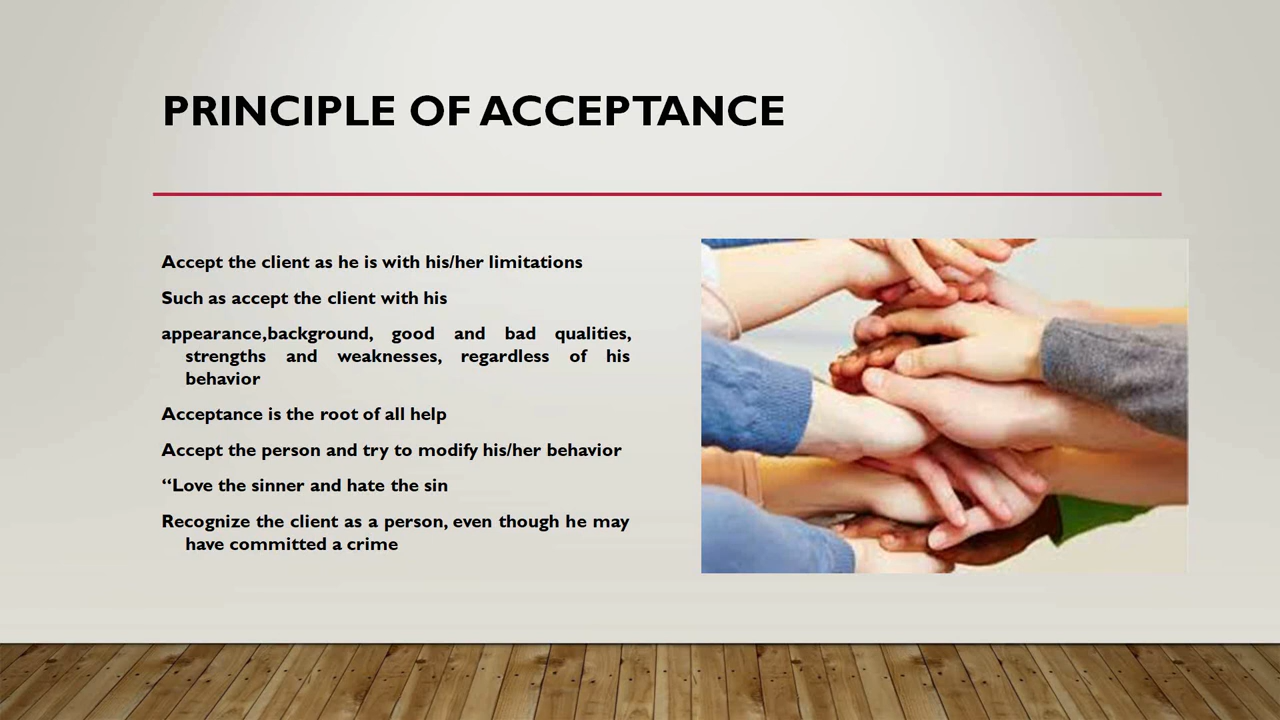 PRINCIPLE OF ACCEPTANCE
Accept the client as he is with his/her limitations
Such as accept the client with his
appearance,background, good and bad qualities,
strengths and weaknesses, regardless of his
behavior
Acceptance is the root of all help
Accept the person and try to modify his/her behavior
“Love the sinner and hate the sin
Recognize the client as a person, even though he may
have committed a crime